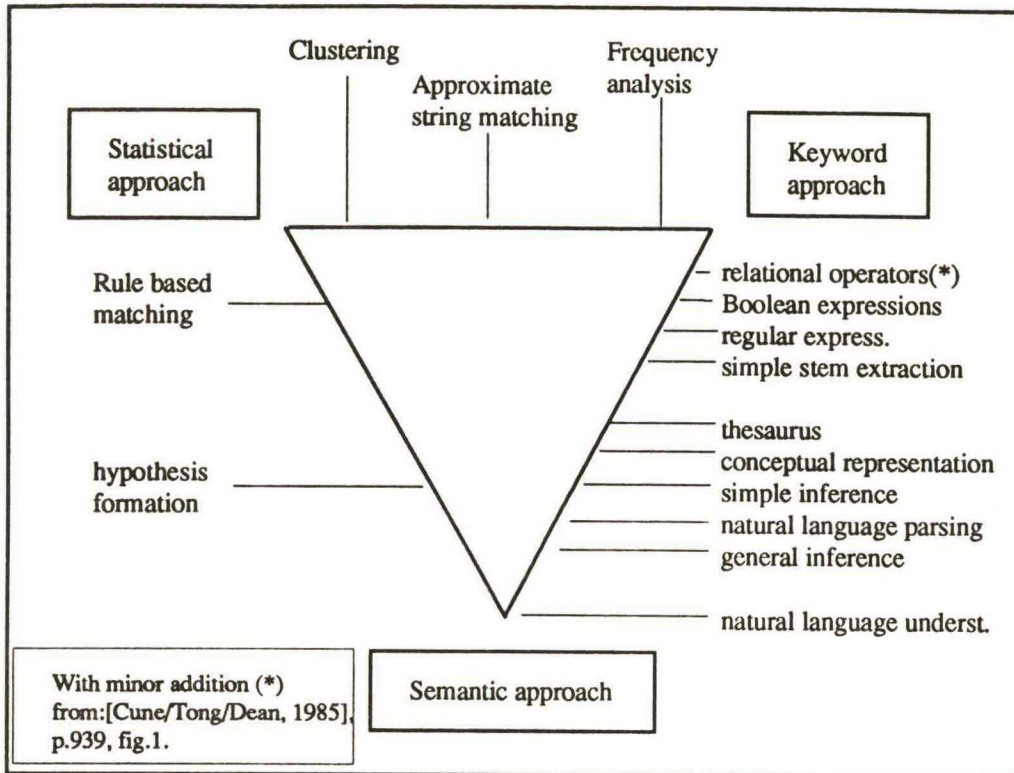 Clustering
Approximate
string matching
Frequency
analysis
Statistical
approach
Keyword
approach
Rule based
matching
hypothesis
formation
relational operators(*)
Boolean expressions
regular express.
simple stem extraction
thesaurus
conceptual representation
simple inference
natural language parsing
general inference
natural language underst.
Semantic approach
With minor addition (*)
from:[Cune/Tong/Dean, 1985],
p.939, fig.1.